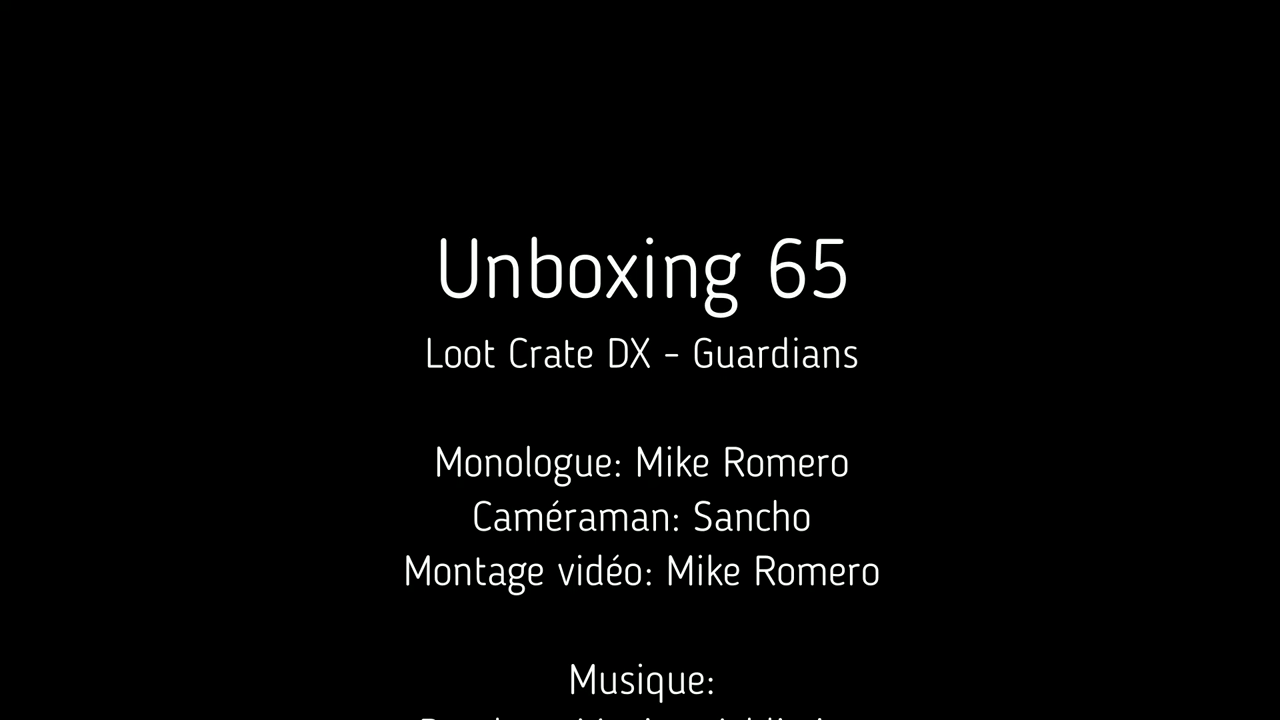 Unboxing 65
Loot Crate DX - Guardians
Monologue: Mike Romero
Caméraman: Sancho
Montage vidéo: Mike Romero
Musique: